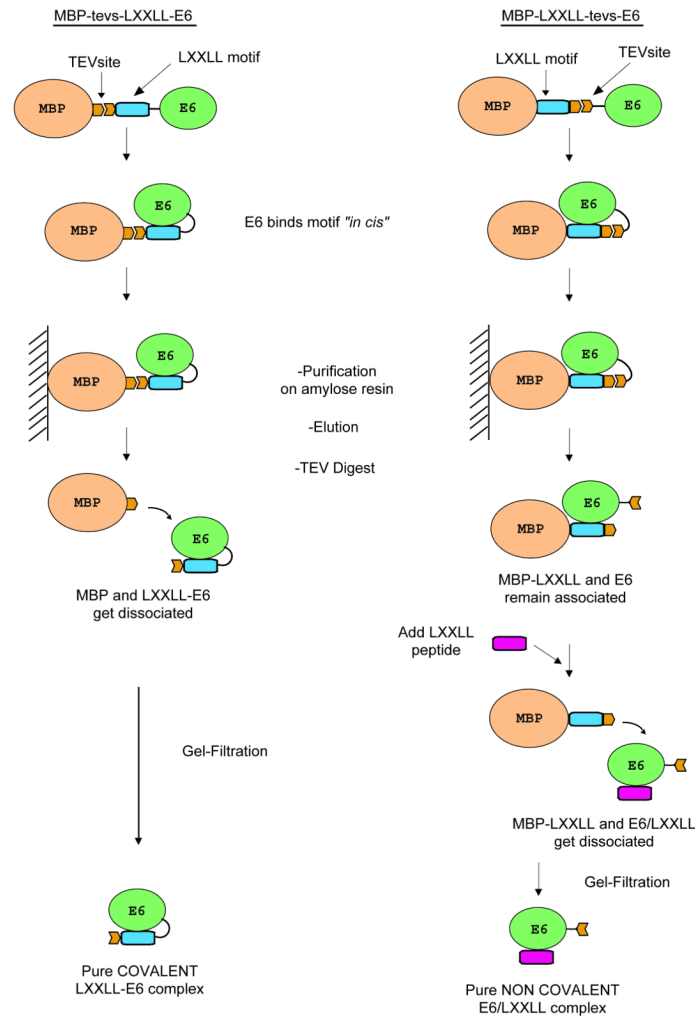 MBP-tevs-LXXLL-E6
TEVsite
LXXLL motif
MBP
E6
E6
MBP
E6
MBP
MBP
E6
MBP and LXXLL-E6
get dissociated
Gel-Filtration
E6
Pure COVALENT
LXXLL-E6 complex
E6 binds motif "in cis"
-Purification
on amylose resin
-Elution
-TEV Digest
MBP-LXXLL-tevs-E6
TEVsite
LXXLL motif
MBP
E6
E6
MBP
E6
MBP
E6
MBP
MBP-LXXLL and E6
remain associated
Add LXXLL
peptide
MBP
E6
MBP-LXXLL and E6/LXXLL
get dissociated
Gel-Filtration
E6
Pure NON COVALENT
E6/LXXLL complex